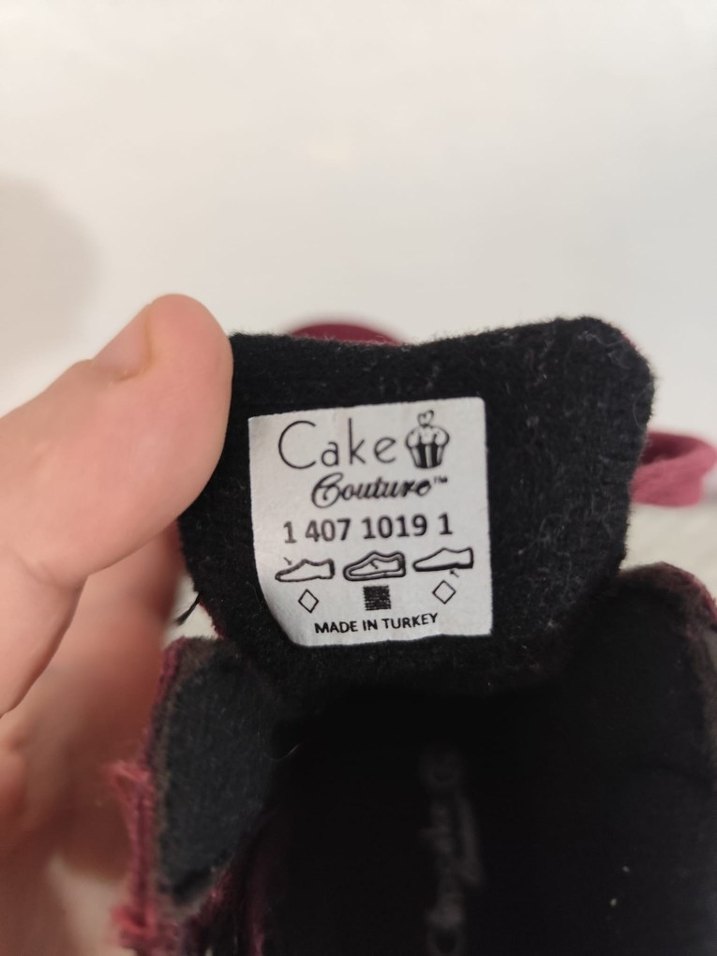 Cake
Couture™
1 407 1019 1
MADE IN TURKEY